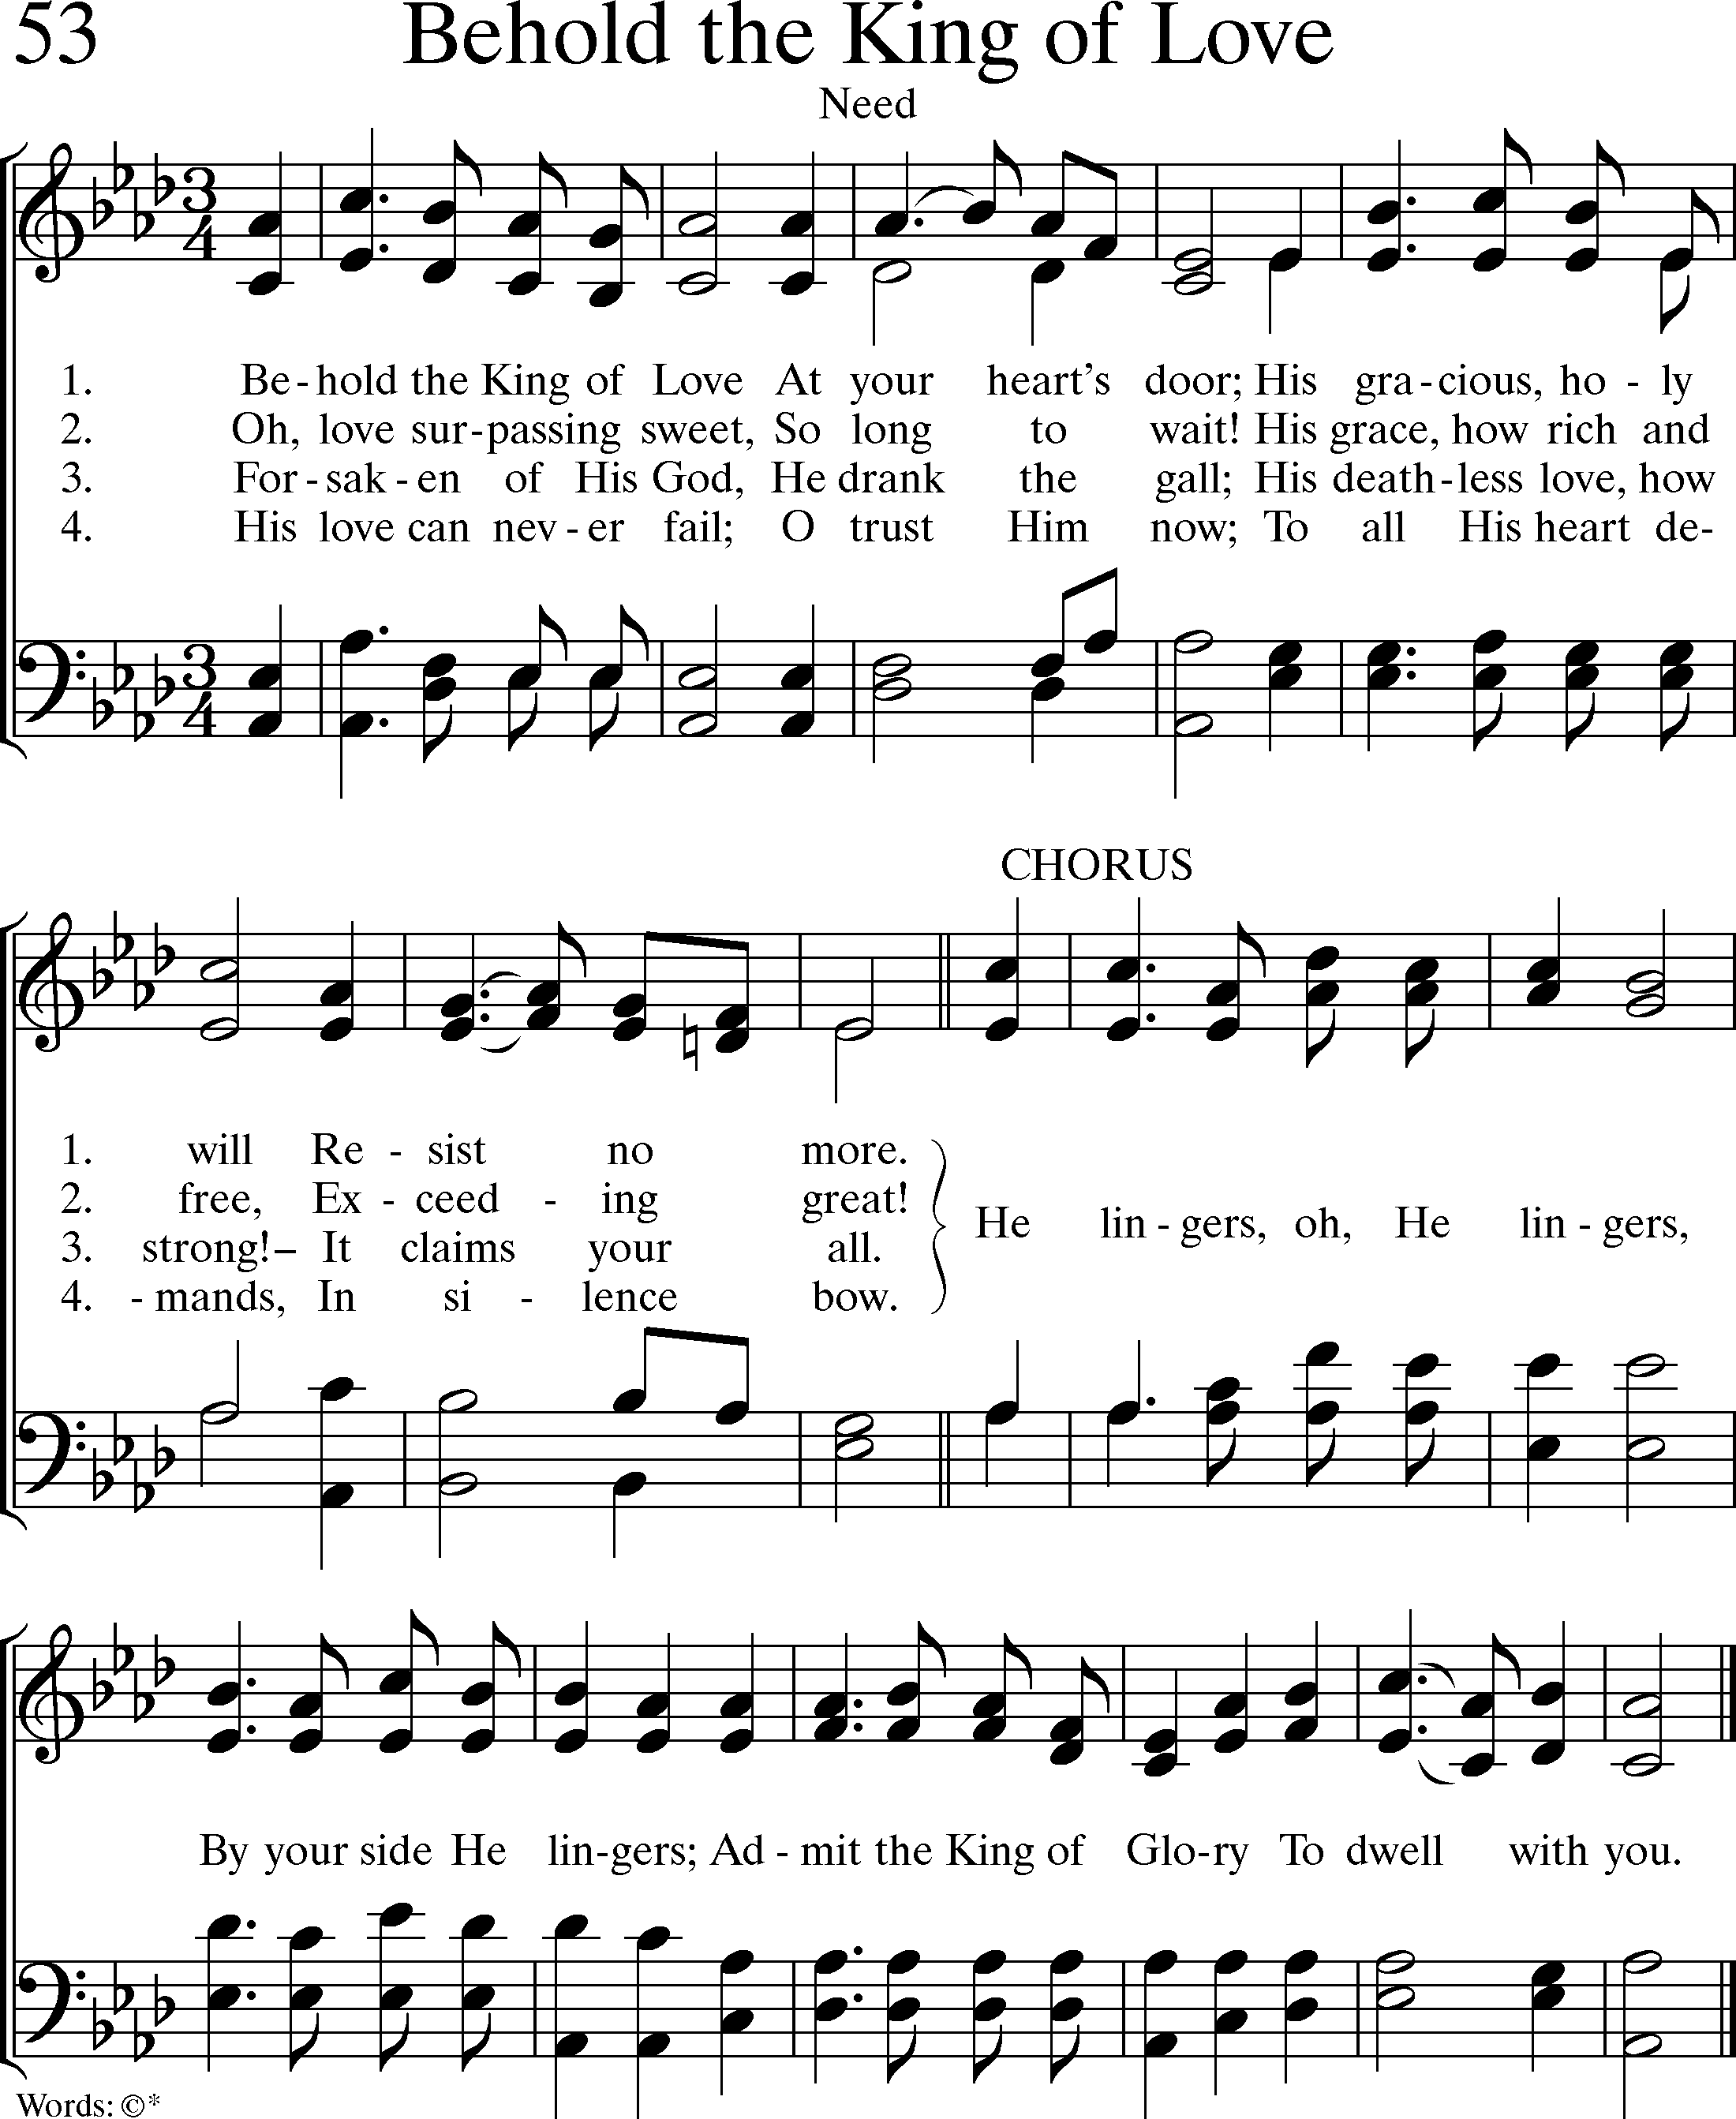 53 Behold the King of Love
Need
3
4
1. Be - hold the King of Love At your heart's door; His gra - cious, ho - ly
2. Oh, love sur - passing sweet, So long to wait! His grace, how rich and
3. For - sak - en of His God, He drank the gall; His death - less love, how
4. His love can nev - er fail; O trust Him now; To all His heart de-
3
4
CHORUS
1. will Re - sist no more.
2. free, Ex - ceed - ing great!
He lin - gers, oh, He lin - gers,
3. strong!– It claims your all.
4. - mands, In si - lence bow.
By your side He lin-gers; Ad - mit the King of Glo-ry To dwell with you.
Words: ©*